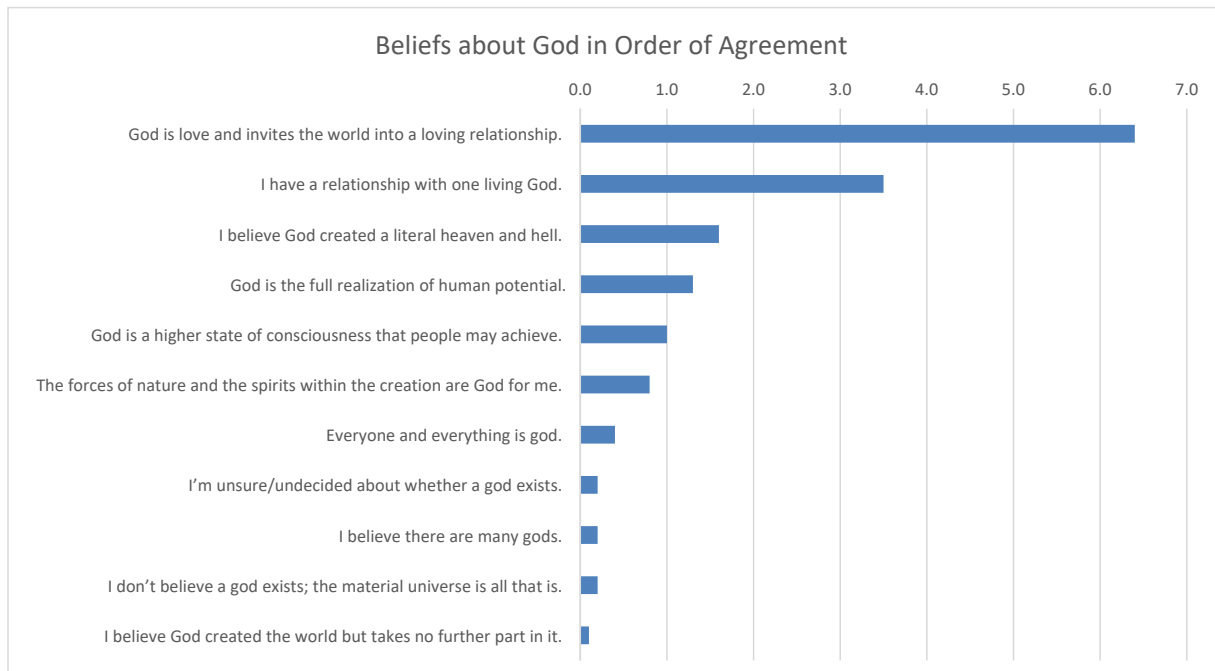 Beliefs about God in Order of Agreement
0.0 1.0 2.0 3.0 4.0 5.0 6.0 7.0
God is love and invites the world into a loving relationship.
I have a relationship with one living God.
I believe God created a literal heaven and hell.
God is the full realization of human potential.
God is a higher state of consciousness that people may achieve.
The forces of nature and the spirits within the creation are God for me.
Everyone and everything is god.
I’m unsure/undecided about whether a god exists.
I believe there are many gods.
I don’t believe a god exists; the material universe is all that is.
I believe God created the world but takes no further part in it.